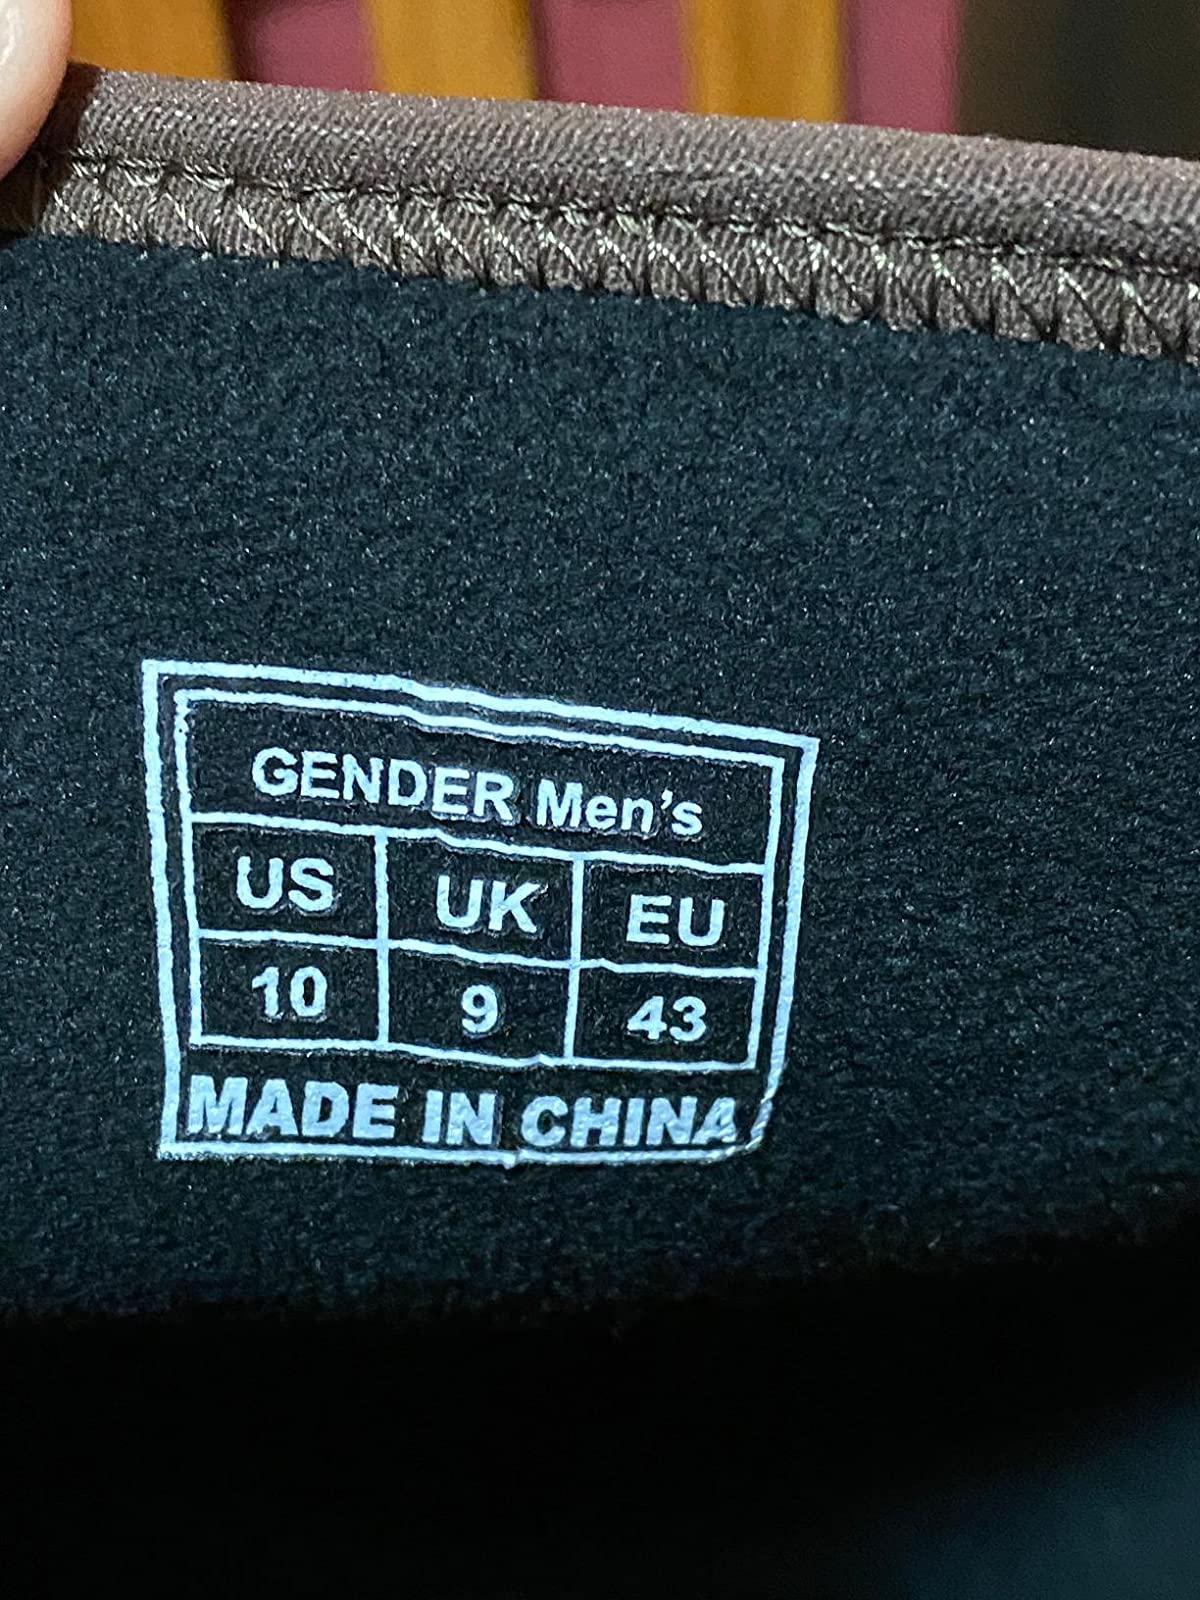 GENDER Men's
US UK EU
10 9 43
MADE IN CHINA